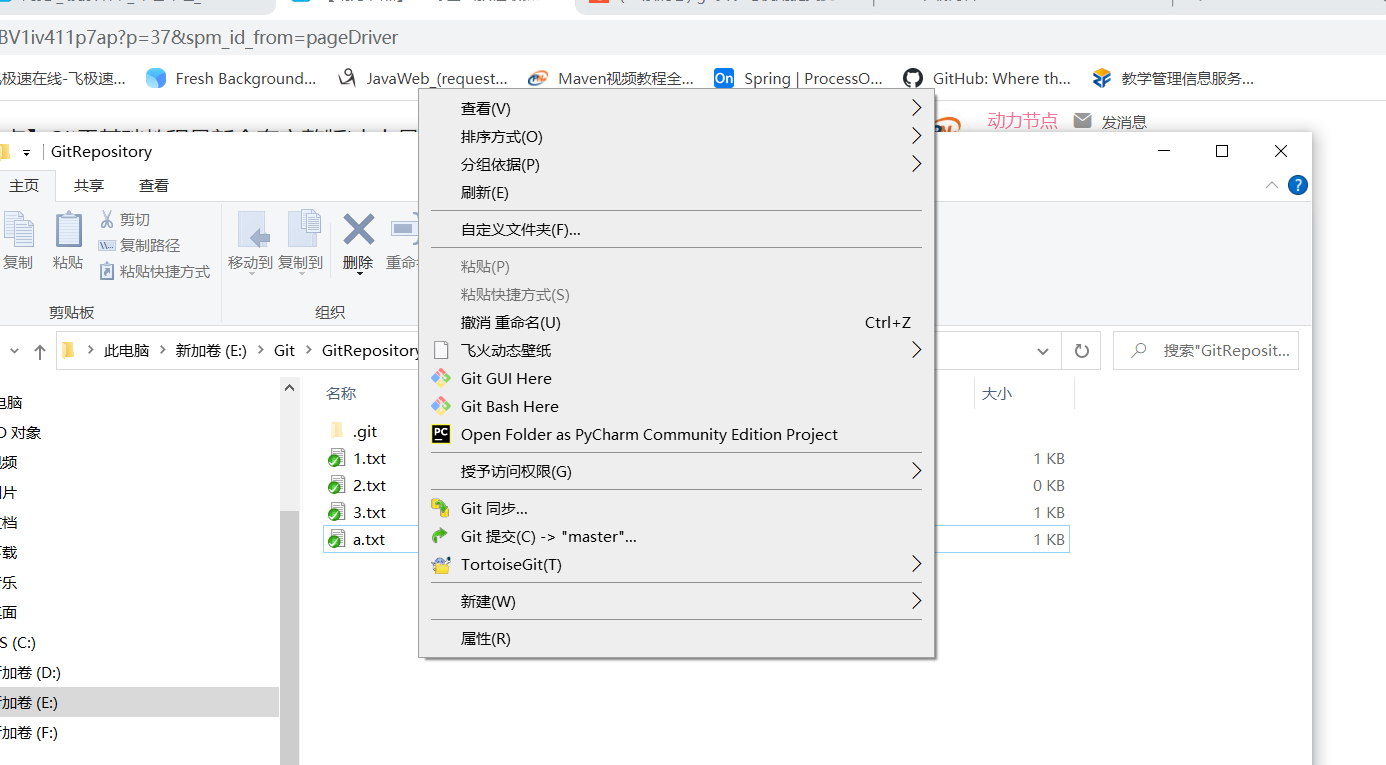 BV1iv411p7ap?p=37&spm_id_from=pageDriver
极速在线-飞极速...
Fresh Background...
JavaWeb_(request...
Maven视频教程全...
Spring | ProcessO...
GitHub: Where th...
教学管理信息服务...
动力节点
发消息
GitRepository
主页
共享
查看
复制
粘贴
剪切
复制路径
粘贴快捷方式
移动到
复制到
删除
剪贴板
组织
此电脑
新加卷 (E:)
Git
GitRepository
搜索"GitReposit...
名称
大小
.git
1.txt
1 KB
2.txt
0 KB
3.txt
1 KB
a.txt
1 KB
电脑
对象
(C:)
加卷 (D:)
加卷 (E:)
加卷 (F:)
查看(V)
排序方式(O)
分组依据(P)
刷新(E)
自定义文件夹(F)...
粘贴(P)
粘贴快捷方式(S)
撤消 重命名(U)
Ctrl+Z
飞火动态壁纸
Git GUI Here
Git Bash Here
PC
Open Folder as PyCharm Community Edition Project
授予访问权限(G)
Git 同步...
Git 提交(C) -> "master"...
TortoiseGit(T)
新建(W)
属性(R)